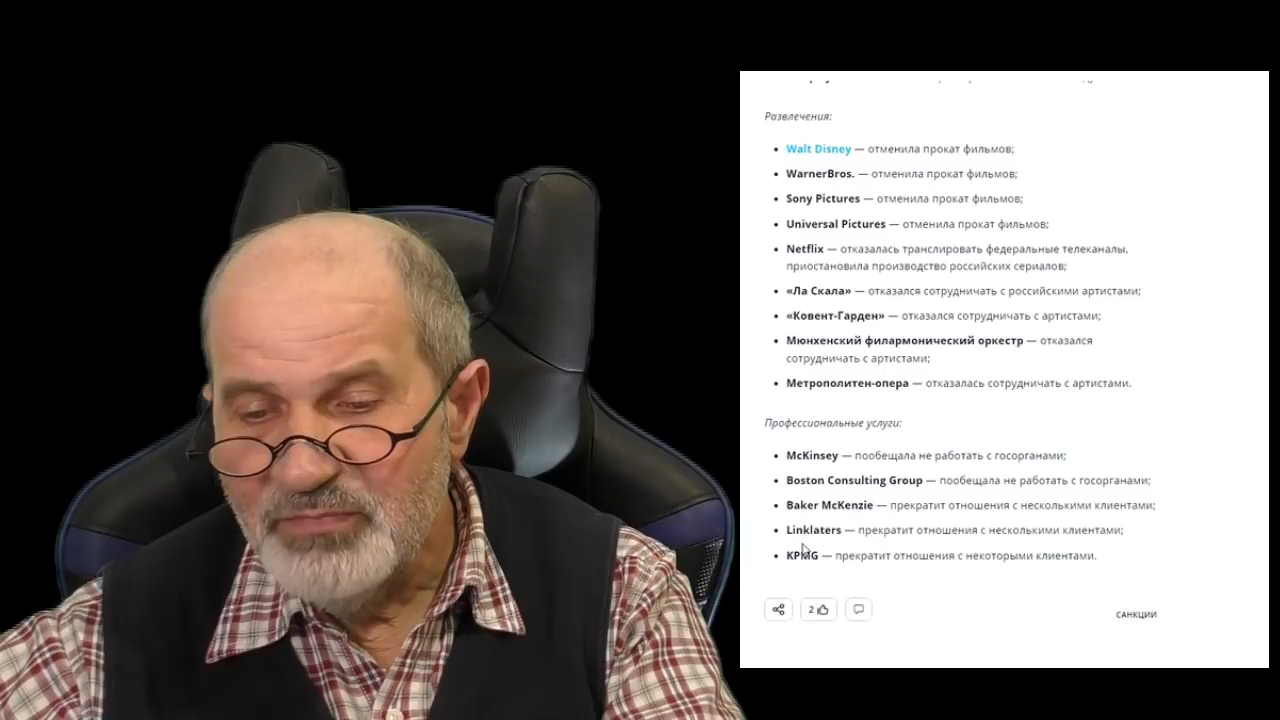 Развлечения:
Walt Disney — отменила прокат фильмов;
WarnerBros. — отменила прокат фильмов;
Sony Pictures — отменила прокат фильмов;
Universal Pictures — отменила прокат фильмов;
Netflix — отказалась транслировать федеральные телеканалы,
приостановила производство российских сериалов;
«Ла Скала» — отказался сотрудничать с российскими артистами;
«Ковент-Гарден» — отказался сотрудничать с артистами;
Мюнхенский филармонический оркестр — отказался
сотрудничать с артистами;
Метрополитен-опера — отказалась сотрудничать с артистами.
Профессиональные услуги:
McKinsey — пообещала не работать с госорганами;
Boston Consulting Group — пообещала не работать с госорганами;
Baker McKenzie — прекратит отношения с несколькими клиентами;
Linklaters — прекратит отношения с несколькими клиентами;
KPMG — прекратит отношения с некоторыми клиентами.
2
САНКЦИИ